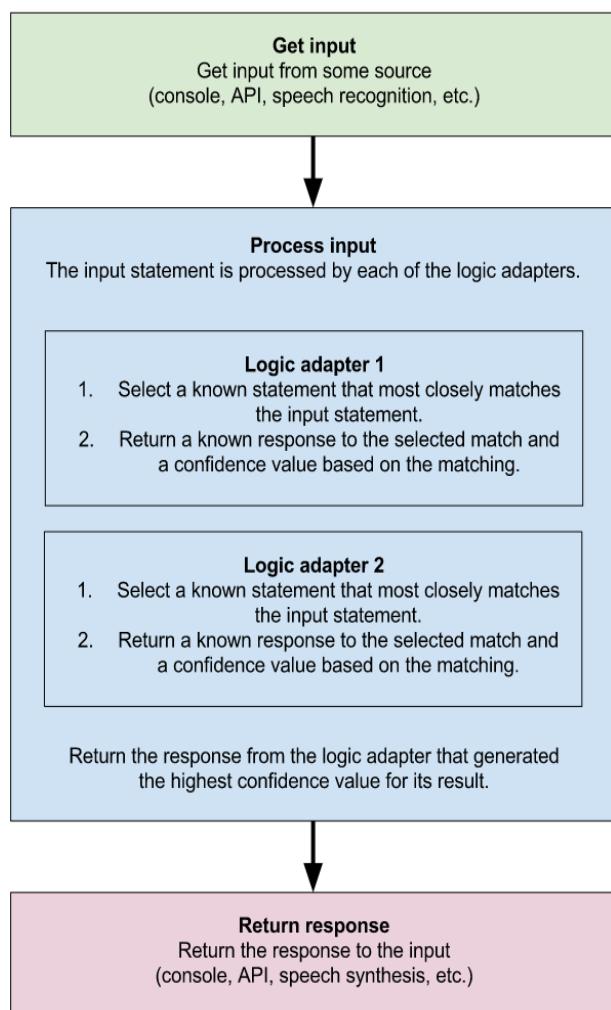 Get input
Get input from some source
(console, API, speech recognition, etc.)
Process input
The input statement is processed by each of the logic adapters.
Logic adapter 1
1. Select a known statement that most closely matches
the input statement.
2. Return a known response to the selected match and
a confidence value based on the matching.
Logic adapter 2
1. Select a known statement that most closely matches
the input statement.
2. Return a known response to the selected match and
a confidence value based on the matching.
Return the response from the logic adapter that generated
the highest confidence value for its result.
Return response
Return the response to the input
(console, API, speech synthesis, etc.)